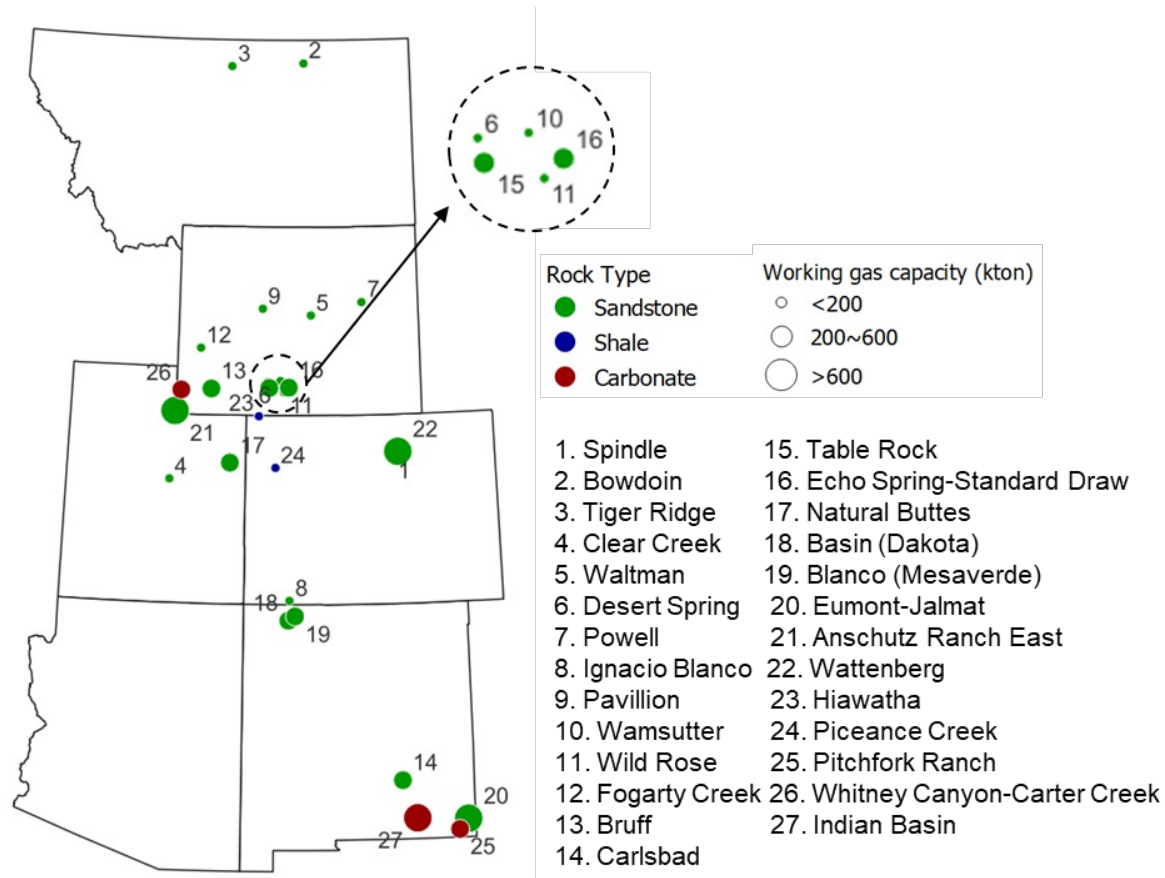 3
2
6
10
16
15
11
9
5
7
12
26
13
16
6
11
23
21
17
24
22
1
4
8
18
19
14
20
27
25
Rock Type
Sandstone
Shale
Carbonate
Working gas capacity (kton)
<200
200~600
>600
1. Spindle
2. Bowdoin
3. Tiger Ridge
4. Clear Creek
5. Waltman
6. Desert Spring
7. Powell
8. Ignacio Blanco
9. Pavillion
10. Wamsutter
11. Wild Rose
12. Fogarty Creek
13. Bruff
14. Carlsbad
15. Table Rock
16. Echo Spring-Standard Draw
17. Natural Buttes
18. Basin (Dakota)
19. Blanco (Mesaverde)
20. Eumont-Jalmat
21. Anschutz Ranch East
22. Wattenberg
23. Hiawatha
24. Piceance Creek
25. Pitchfork Ranch
26. Whitney Canyon-Carter Creek
27. Indian Basin